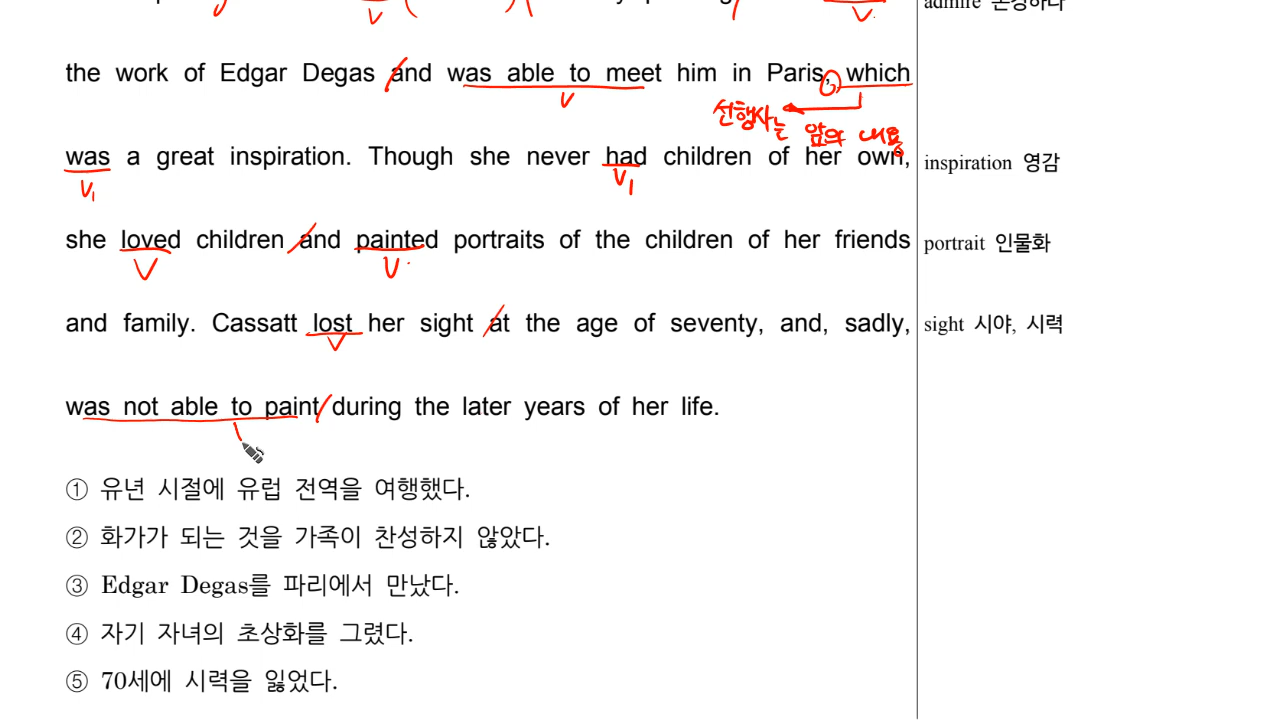 admire 존경하다
the work of Edgar Degas and was able to meet him in Paris, which
V
선행사는 앞의 내용
was a great inspiration. Though she never had children of her own,
inspiration 영감
V1 V1
she loved children and painted portraits of the children of her friends
portrait 인물화
V V
and family. Cassatt lost her sight at the age of seventy, and, sadly,
sight 시야, 시력
V
was not able to paint during the later years of her life.
① 유년 시절에 유럽 전역을 여행했다.
② 화가가 되는 것을 가족이 찬성하지 않았다.
③ Edgar Degas를 파리에서 만났다.
④ 자기 자녀의 초상화를 그렸다.
⑤ 70세에 시력을 잃었다.